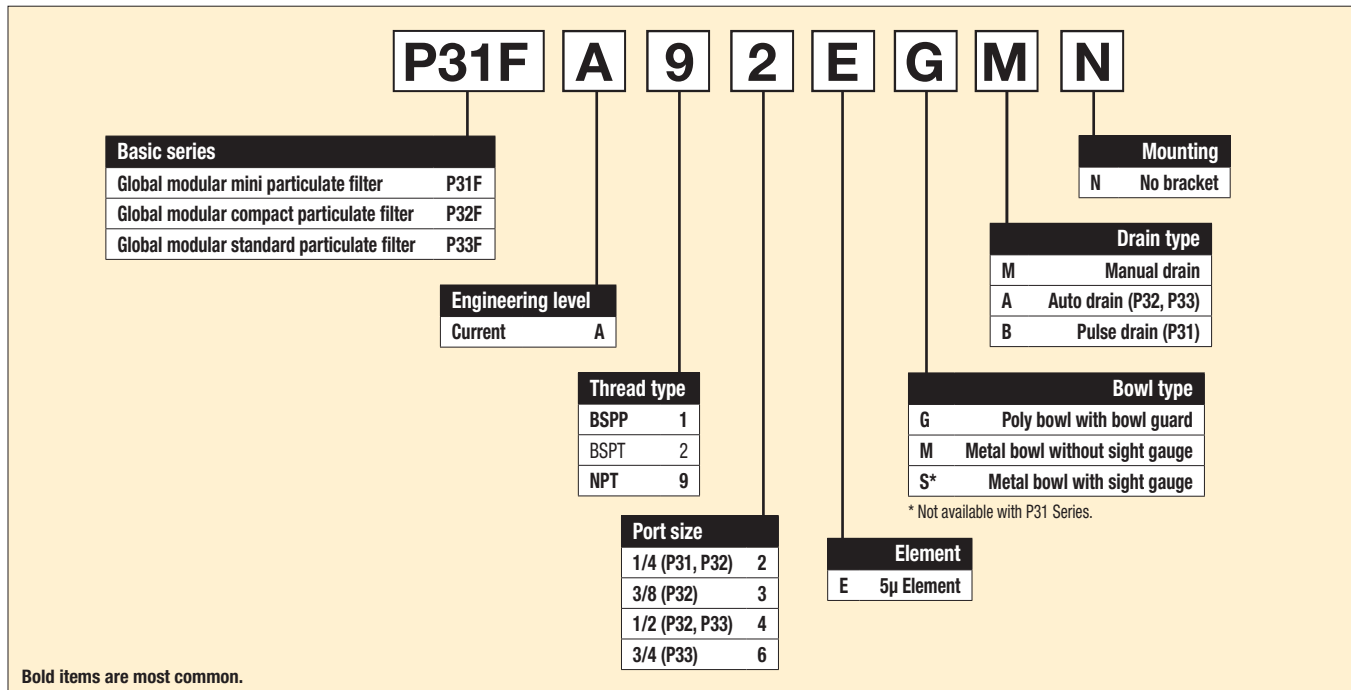 P31F A 9 2 E G M N
Basic series
Global modular mini particulate filter P31F
Global modular compact particulate filter P32F
Global modular standard particulate filter P33F
Engineering level
Current A
Thread type
BSPP 1
BSPT 2
NPT 9
Port size
1/4 (P31, P32) 2
3/8 (P32) 3
1/2 (P32, P33) 4
3/4 (P33) 6
Element
E 5µ Element
Bowl type
G Poly bowl with bowl guard
M Metal bowl without sight gauge
S* Metal bowl with sight gauge
* Not available with P31 Series.
Drain type
M Manual drain
A Auto drain (P32, P33)
B Pulse drain (P31)
Mounting
N No bracket
Bold items are most common.